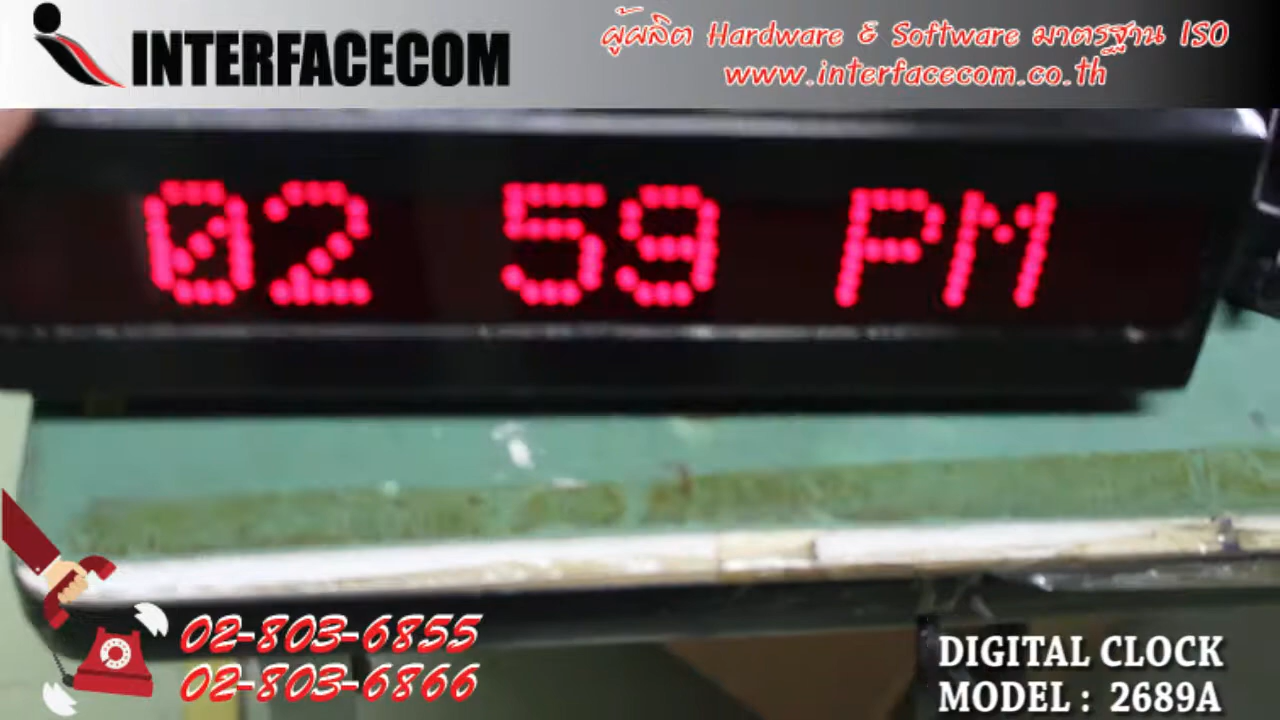 INTERFACECOM
ผู้ผลิต Hardware & Software มาตรฐาน ISO
www.interfacecom.co.th
02 59 PM
02-803-6855
02-803-6866
DIGITAL CLOCK
MODEL : 2689A